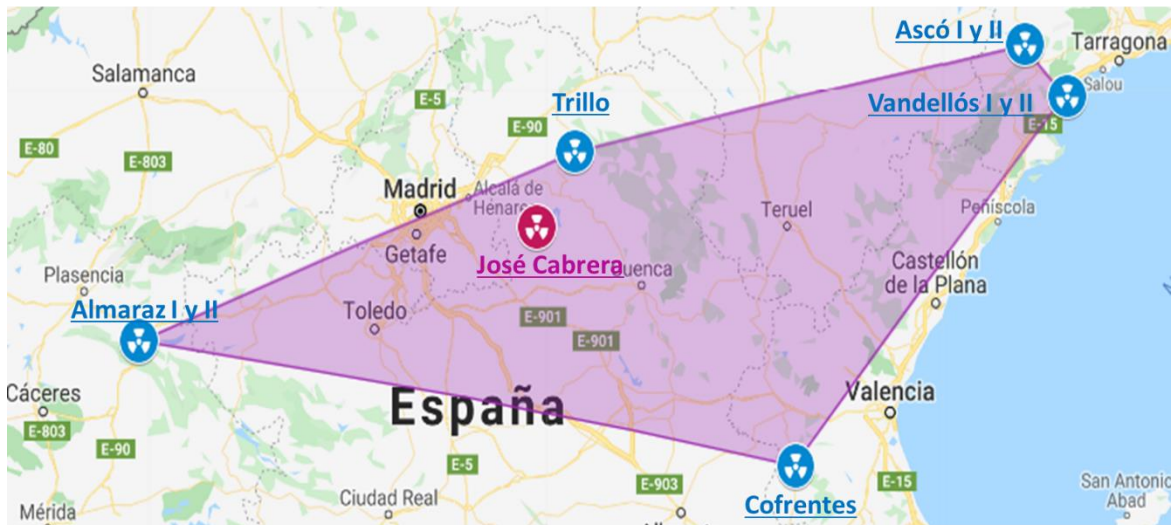 Ascó I y II
Tarragona
Salou
Salamanca
E-5
Trillo
Vandellós I y II
E-15
E-90
E-80
E-803
Madrid
Alcalá de
Henares
Teruel
Peñíscola
Getafe
José Cabrera
Cuenca
Castellón
de la Plana
Plasencia
Almaraz I y II
Toledo
E-901
E-901
Cáceres
E-803
España
Valencia
E-90
E-5
Cofrentes
E-903
E-15
San Antonio
Abad
Ciudad Real
Mérida